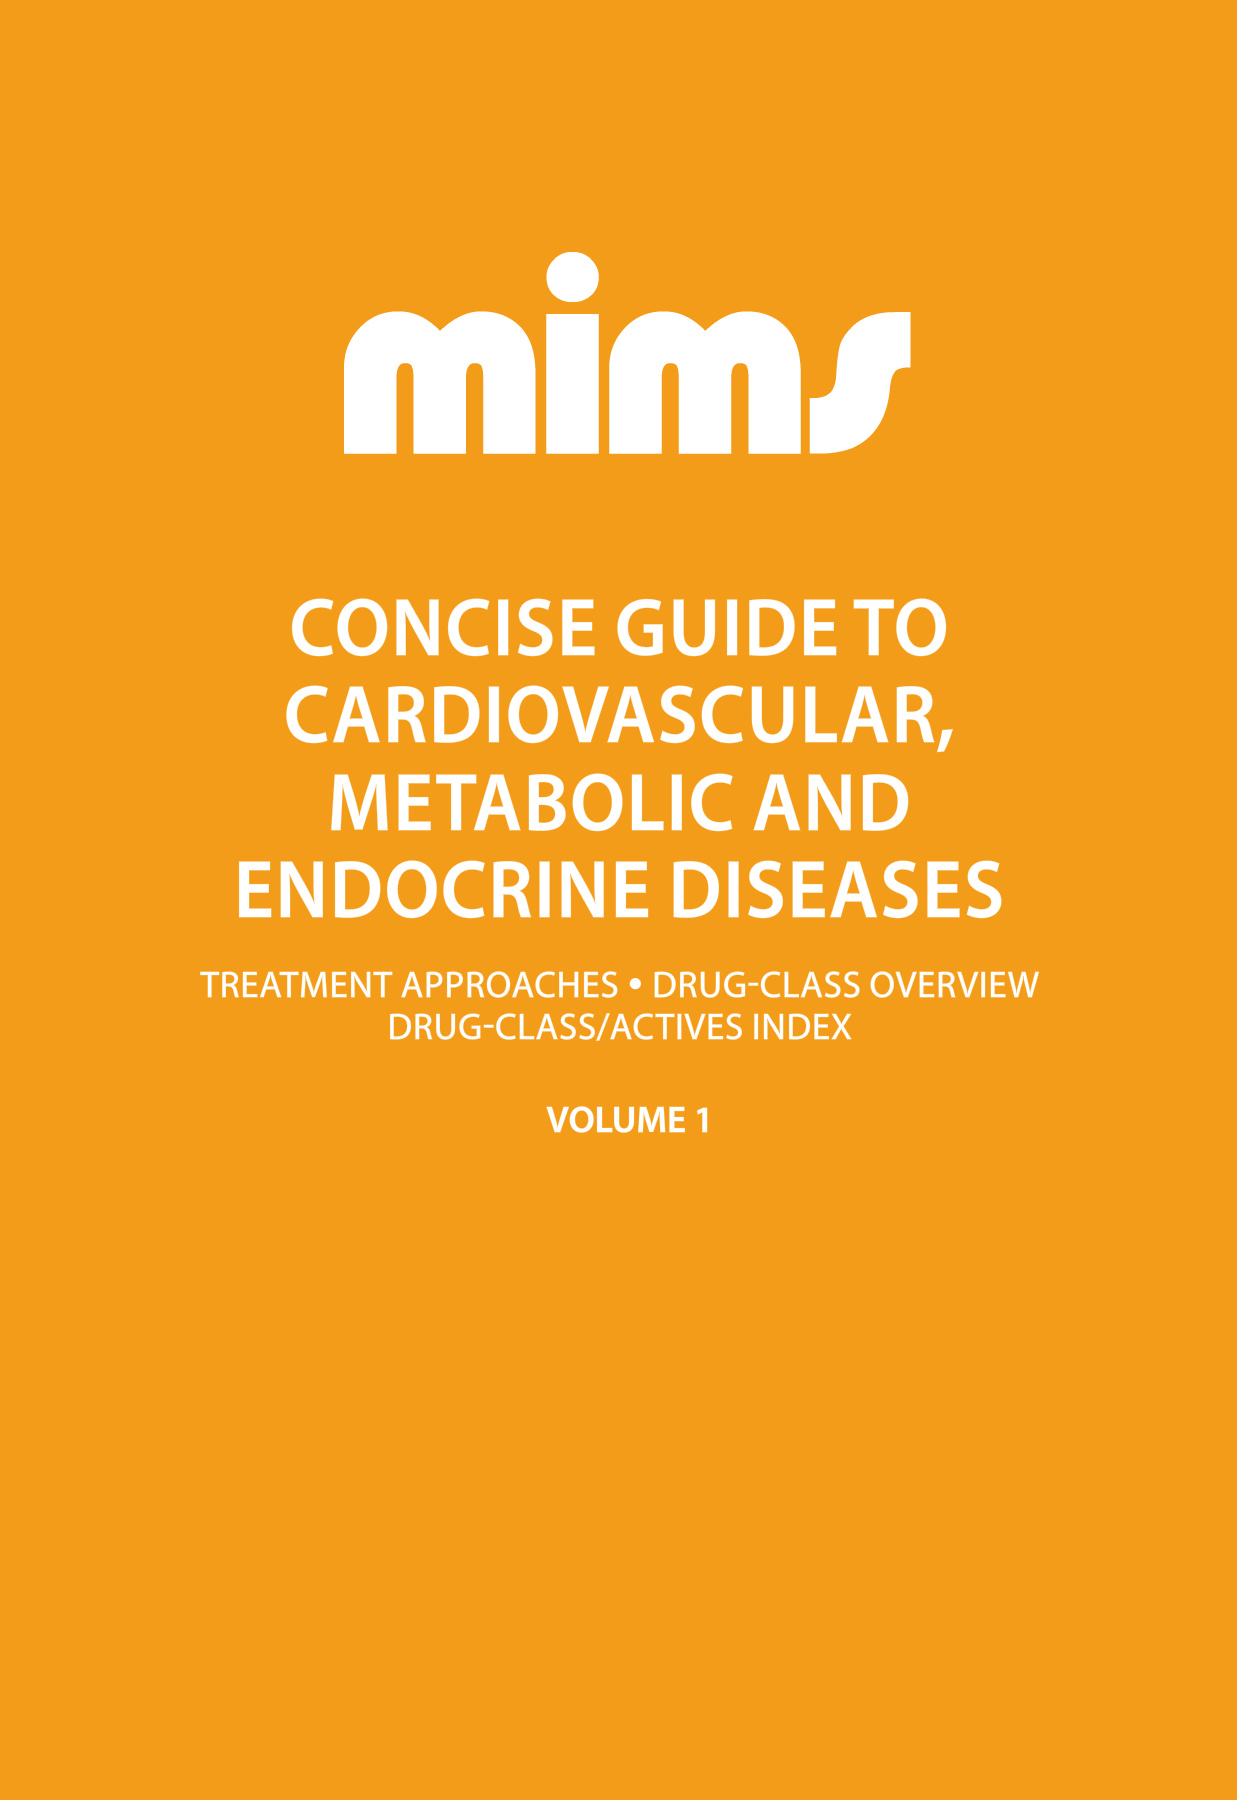 mims
CONCISE GUIDE TO
CARDIOVASCULAR,
METABOLIC AND
ENDOCRINE DISEASES
TREATMENT APPROACHES • DRUG-CLASS OVERVIEW
DRUG-CLASS/ACTIVES INDEX
VOLUME 1